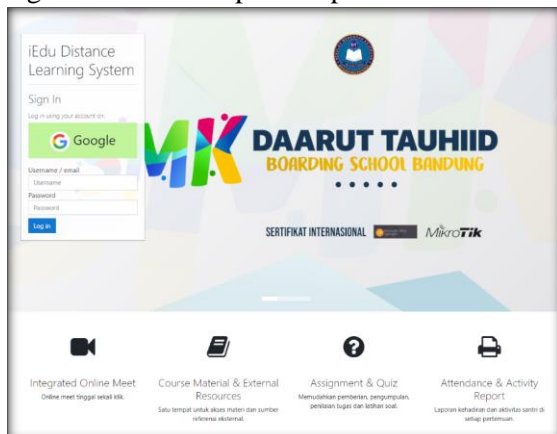 iEdu Distance
Learning System
Sign In
Log in using your account on:
Google
Username / email
Username
Password
Password
Log in
MK DAARUT TAUHIID
BOARDING SCHOOL BANDUNG
SERTIFIKAT INTERNASIONAL
MikroTik
Integrated Online Meet
Online meet tinggal sekali klik.
Course Material & External
Resources
Satu tempat untuk akses materi dan sumber
referensi eksternal.
Assignment & Quiz
Memudahkan pemberian, pengumpulan,
penilaian tugas dan latihan soal.
Attendance & Activity
Report
Laporan kehadiran dan aktivitas santri di
setiap pertemuan.